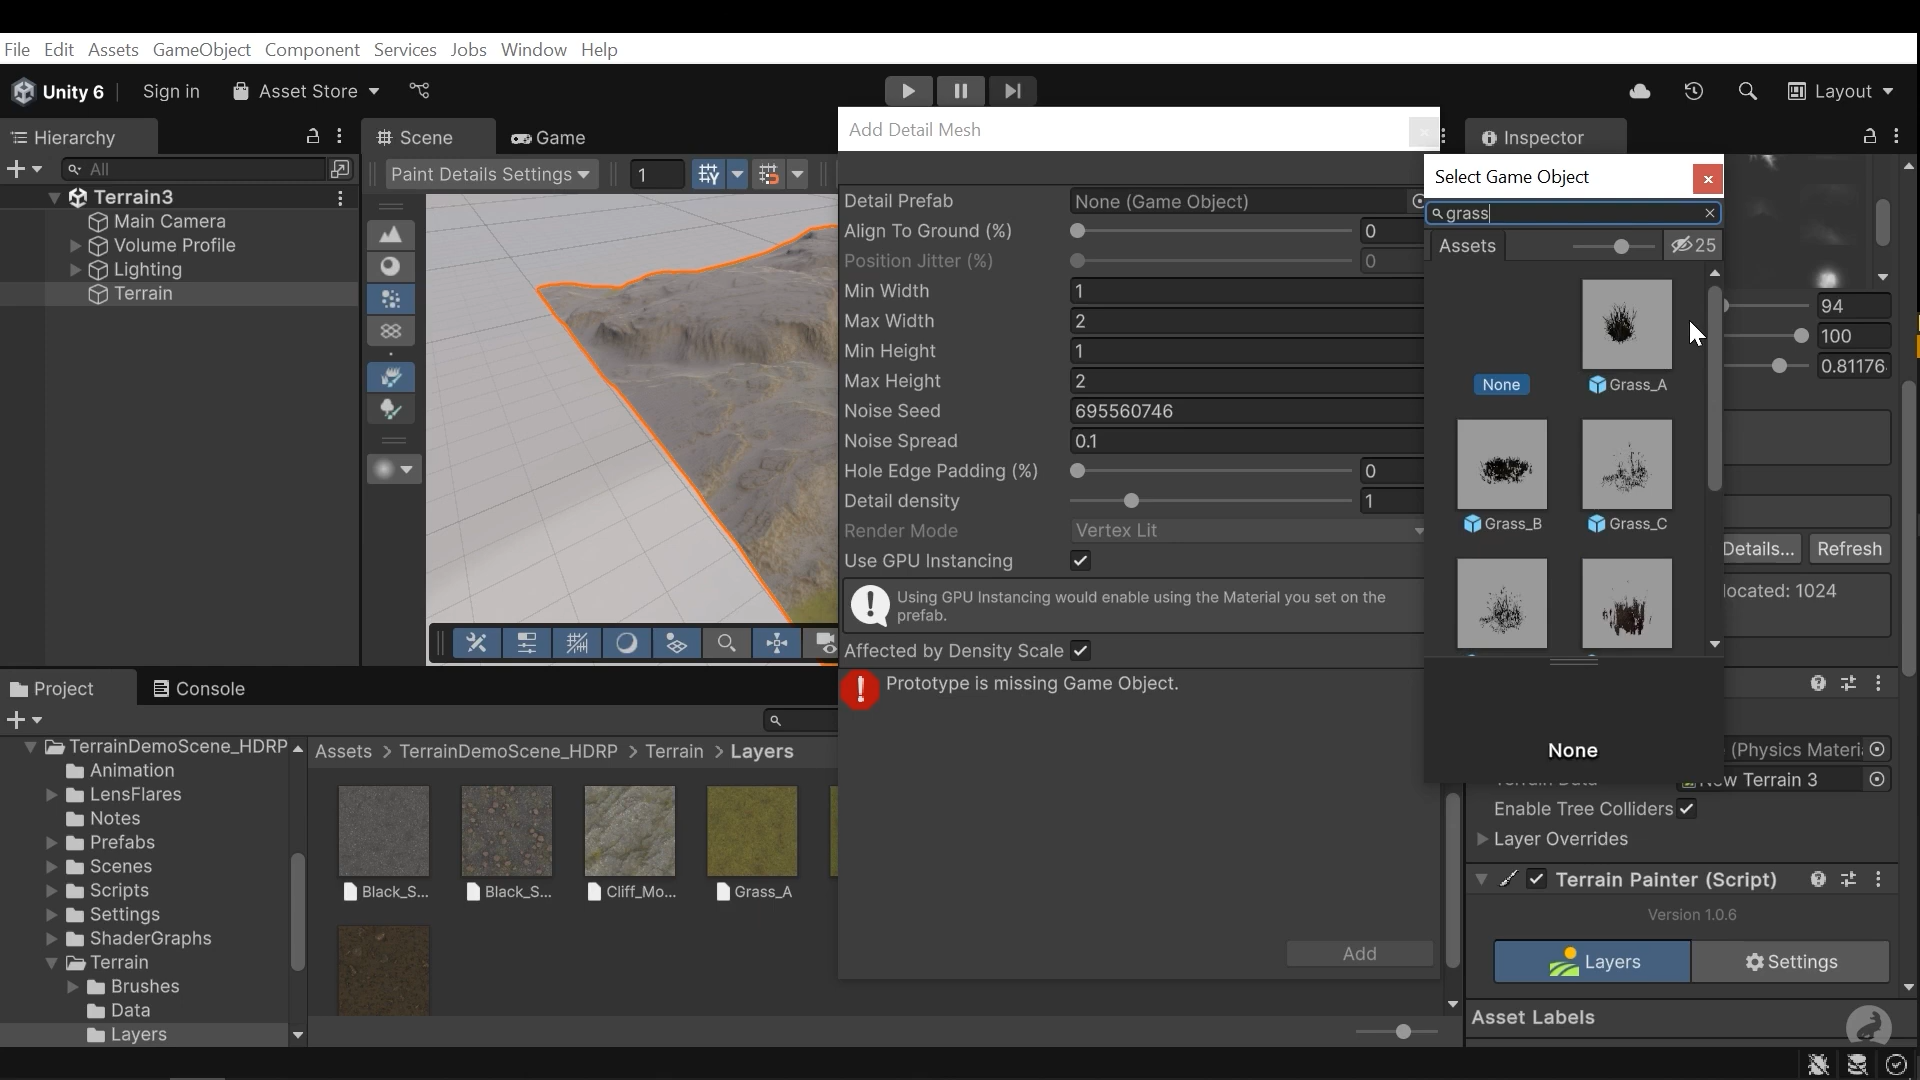 File Edit Assets GameObject Component Services Jobs Window Help
Unity 6 Sign in Asset Store Layout
Hierarchy
All
Terrain3
Main Camera
Volume Profile
Lighting
Terrain
Scene Game
Paint Details Settings 1
Add Detail Mesh
Detail Prefab None (Game Object)
Align To Ground (%) 0
Position Jitter (%) 0
Min Width 1
Max Width 2
Min Height 1
Max Height 2
Noise Seed 695560746
Noise Spread 0.1
Hole Edge Padding (%) 0
Detail density 1
Render Mode Vertex Lit
Use GPU Instancing
Using GPU Instancing would enable using the Material you set on the
prefab.
Affected by Density Scale
Prototype is missing Game Object.
Add
Select Game Object
grass
Assets 25
None Grass_A
Grass_B Grass_C
None
Inspector
94
100
0.81176
Details... Refresh
located: 1024
(Physics Materi
New Terrain 3
Enable Tree Colliders
Layer Overrides
Terrain Painter (Script)
Version 1.0.6
Layers Settings
Asset Labels
Project Console
TerrainDemoScene_HDRP
Animation
LensFlares
Notes
Prefabs
Scenes
Scripts
Settings
ShaderGraphs
Terrain
Brushes
Data
Layers
Assets > TerrainDemoScene_HDRP > Terrain > Layers
Black_S... Black_S... Cliff_Mo... Grass_A